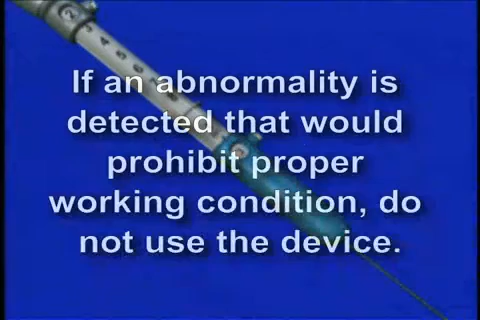 If an abnormality is
detected that would
prohibit proper
working condition, do
not use the device.